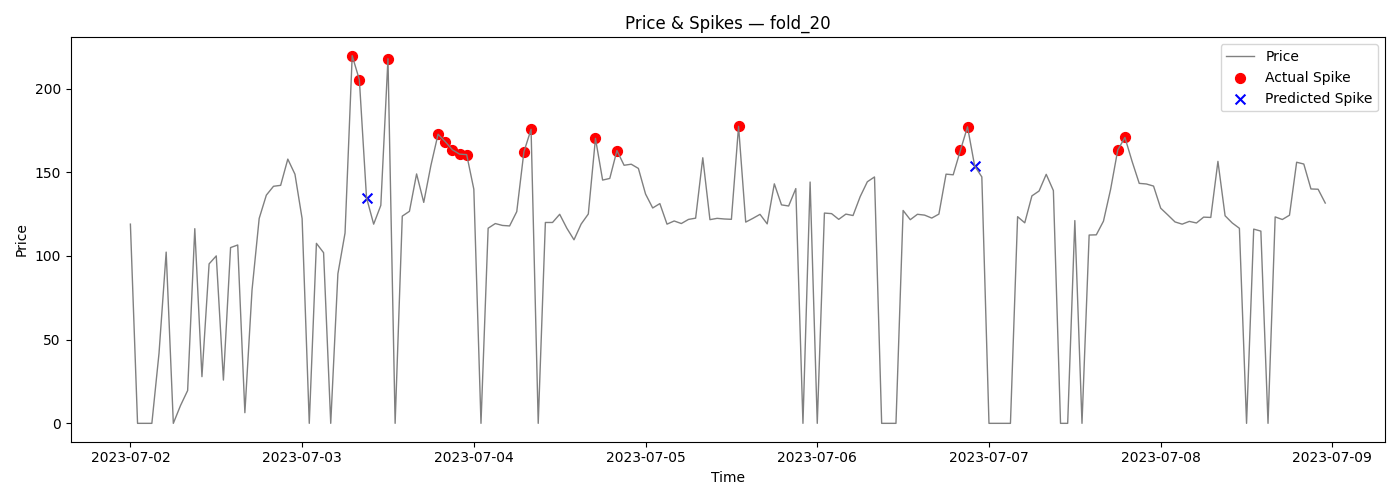 Price & Spikes — fold_20
Price
Actual Spike
Predicted Spike
Price
200
150
100
50
0
2023-07-02
2023-07-03
2023-07-04
2023-07-05
2023-07-06
2023-07-07
2023-07-08
2023-07-09
Time